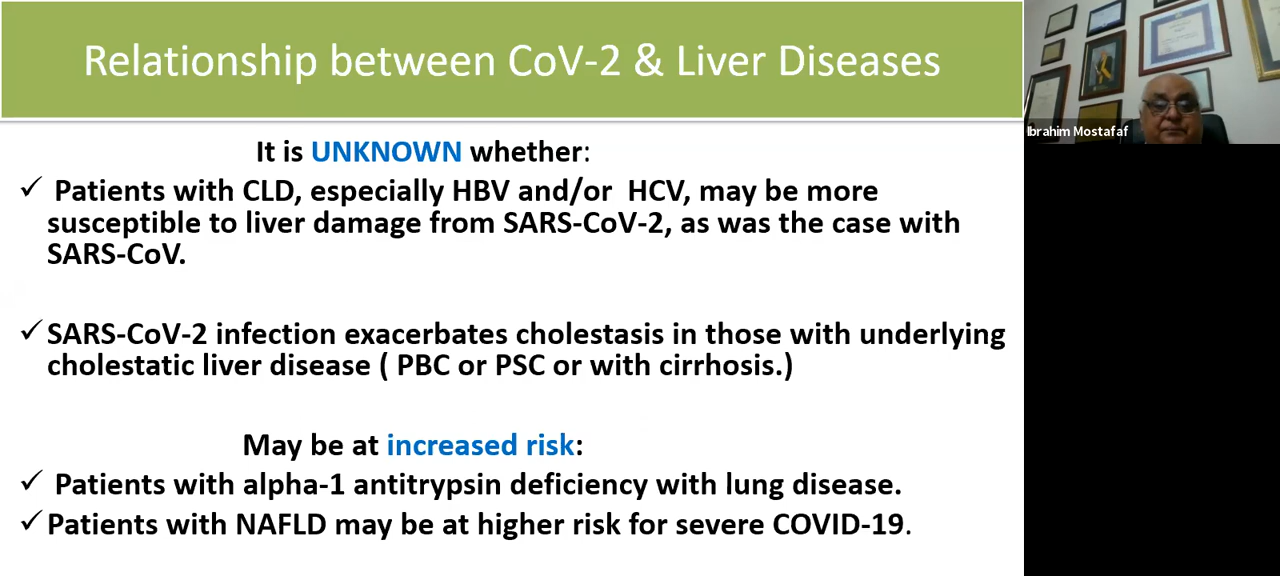 Relationship between CoV-2 & Liver Diseases
Ibrahim Mostafaf
It is UNKNOWN whether:
✓ Patients with CLD, especially HBV and/or HCV, may be more
susceptible to liver damage from SARS-CoV-2, as was the case with
SARS-CoV.
✓ SARS-CoV-2 infection exacerbates cholestasis in those with underlying
cholestatic liver disease ( PBC or PSC or with cirrhosis.)
May be at increased risk:
✓ Patients with alpha-1 antitrypsin deficiency with lung disease.
✓ Patients with NAFLD may be at higher risk for severe COVID-19.